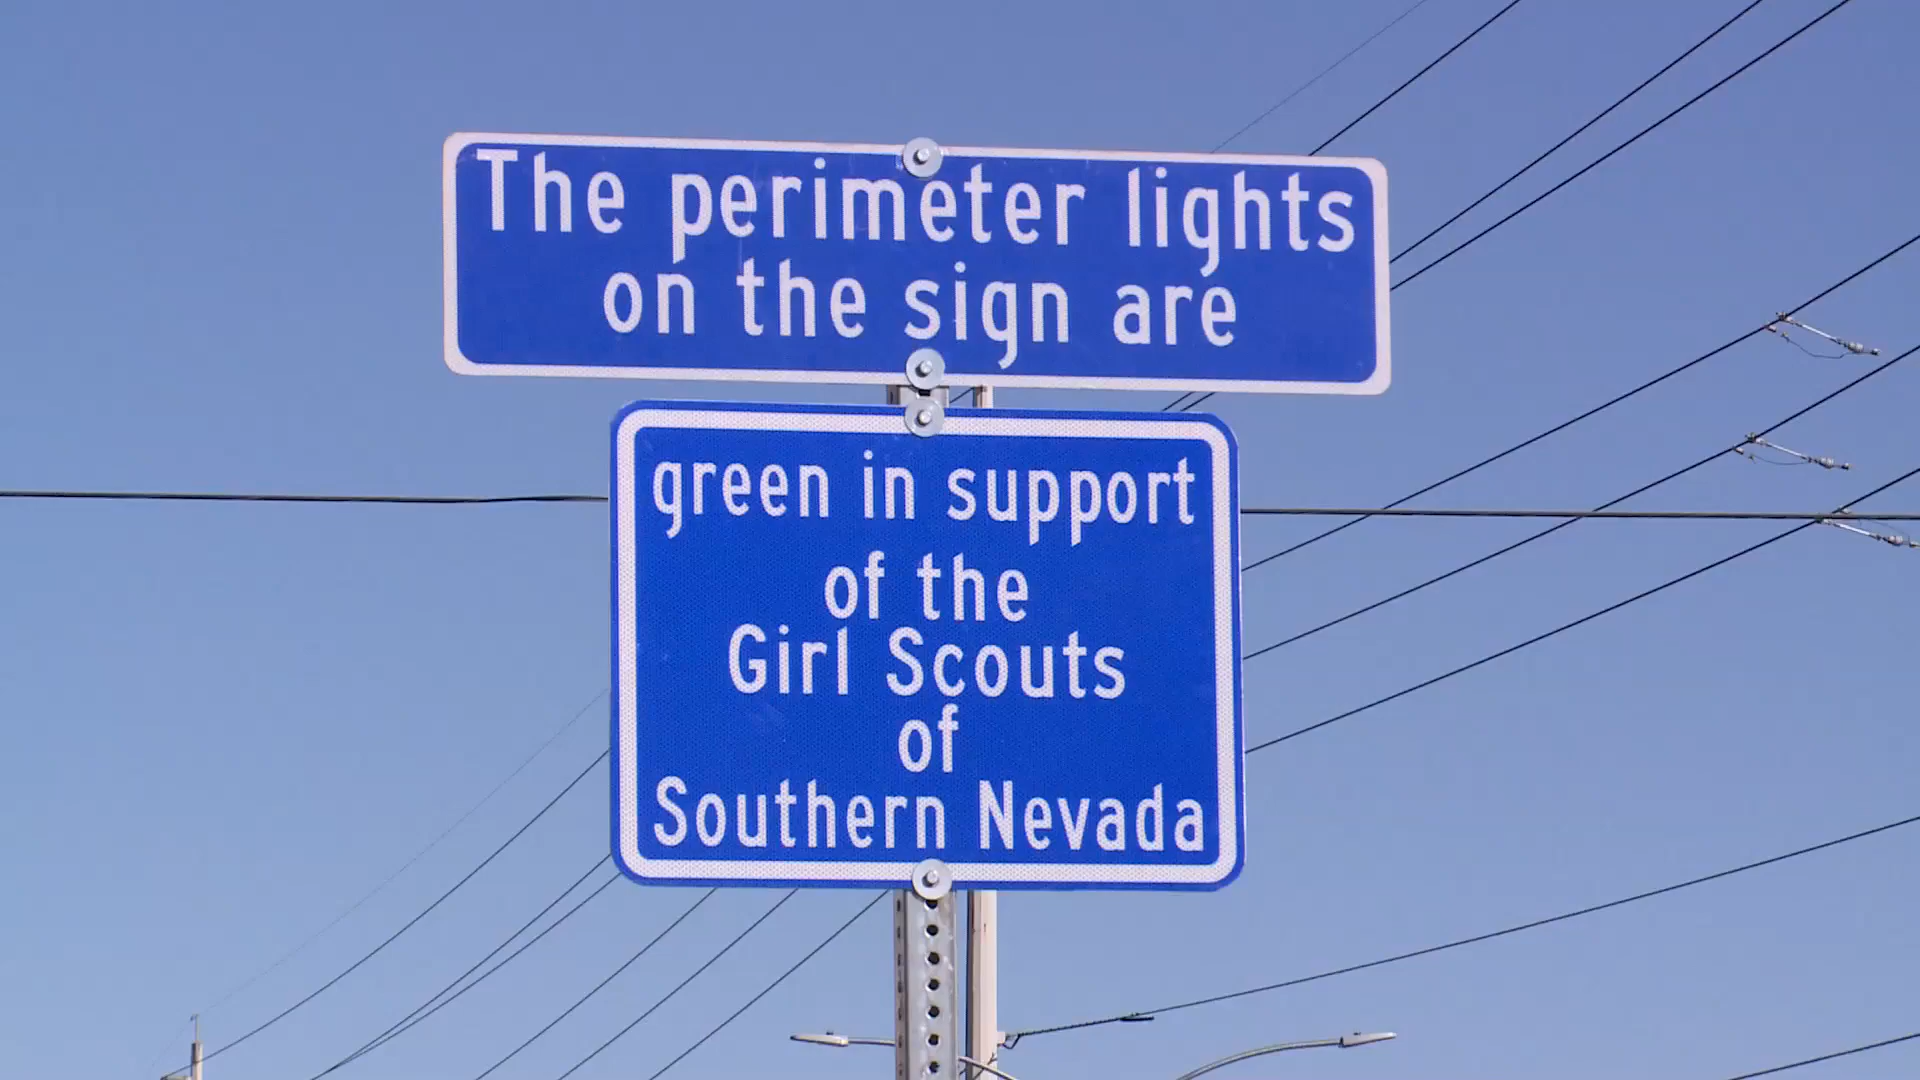 The perimeter lights
on the sign are
green in support
of the
Girl Scouts
of
Southern Nevada